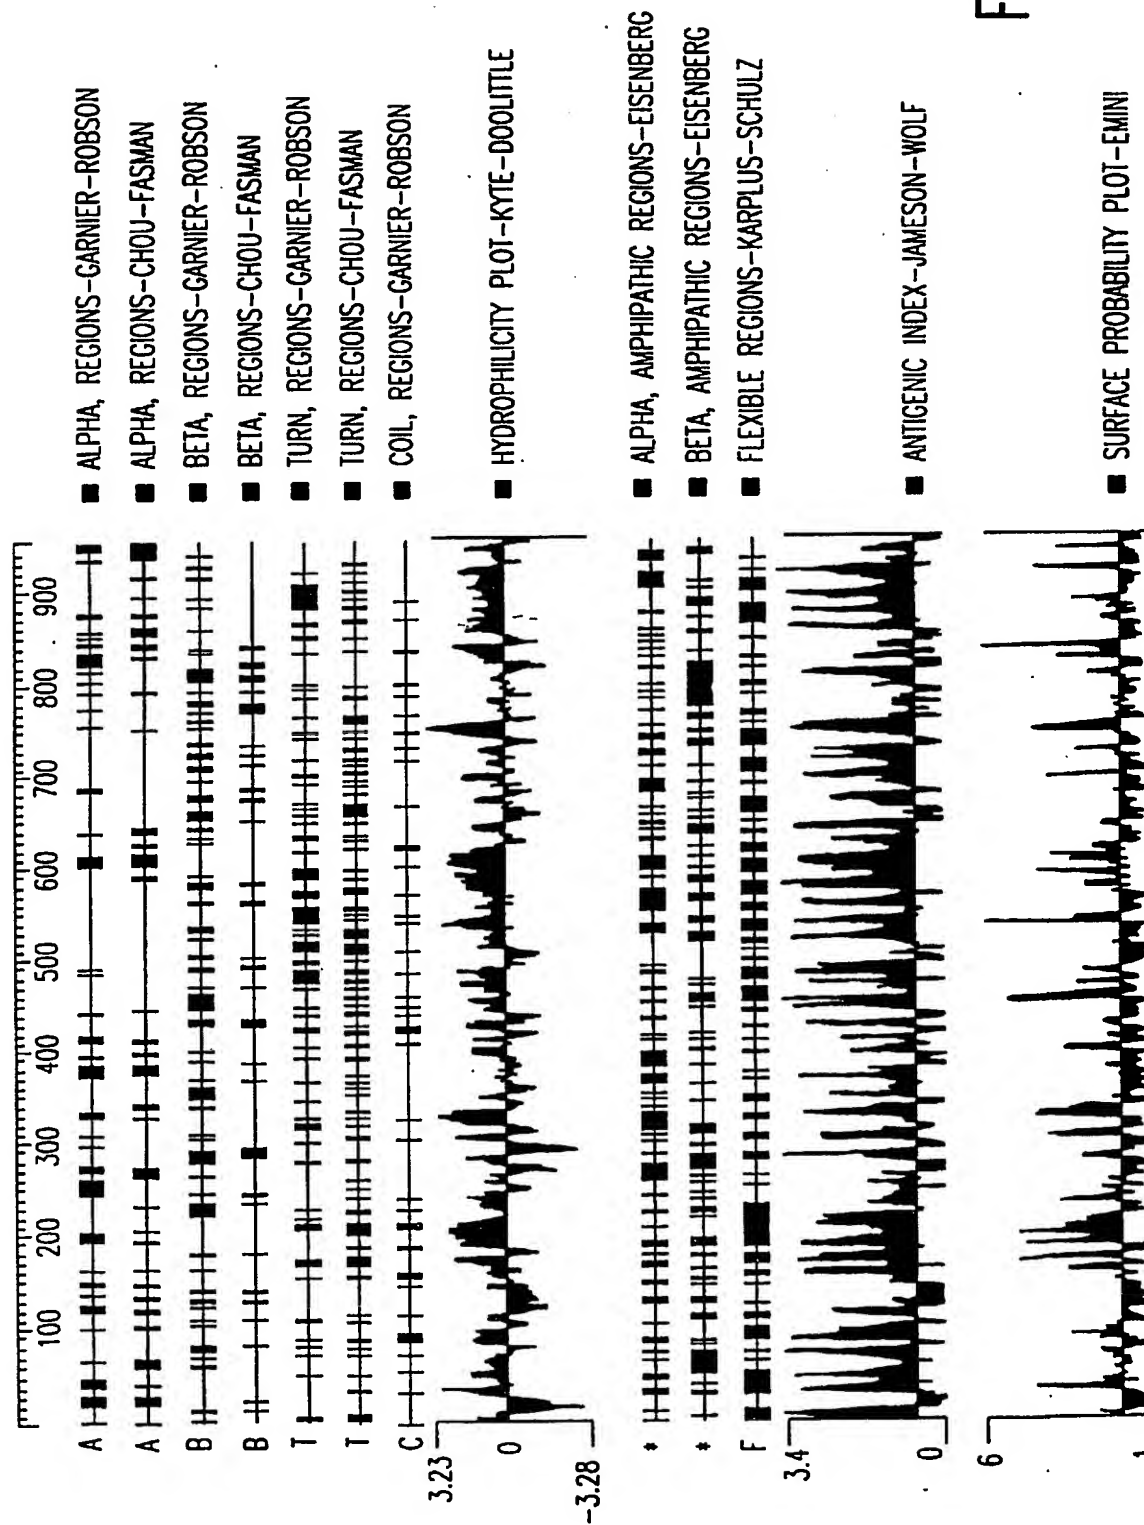 100 200 300 400 500 600 700 800 900
A ALPHA, REGIONS-GARNIER-ROBSON
A ALPHA, REGIONS-CHOU-FASMAN
B BETA, REGIONS-GARNIER-ROBSON
B BETA, REGIONS-CHOU-FASMAN
T TURN, REGIONS-GARNIER-ROBSON
T TURN, REGIONS-CHOU-FASMAN
C COIL, REGIONS-GARNIER-ROBSON
3.23
0 HYDROPHILICITY PLOT-KYTE-DOOLITTLE
-3.28
* ALPHA, AMPHIPATHIC REGIONS-EISENBERG
* BETA, AMPHIPATHIC REGIONS-EISENBERG
F FLEXIBLE REGIONS-KARPLUS-SCHULZ
3.4
ANTIGENIC INDEX-JAMESON-WOLF
0
6
SURFACE PROBABILITY PLOT-EMINI
1
F